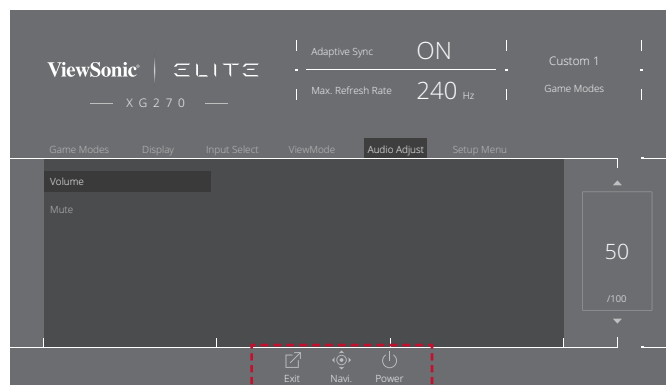 ViewSonic® ELITE
XG270
Adaptive Sync ON
Max. Refresh Rate 240 Hz
Custom 1
Game Modes
Game Modes Display Input Select ViewMode Audio Adjust Setup Menu
Volume
Mute
50
/100
Exit Navi. Power